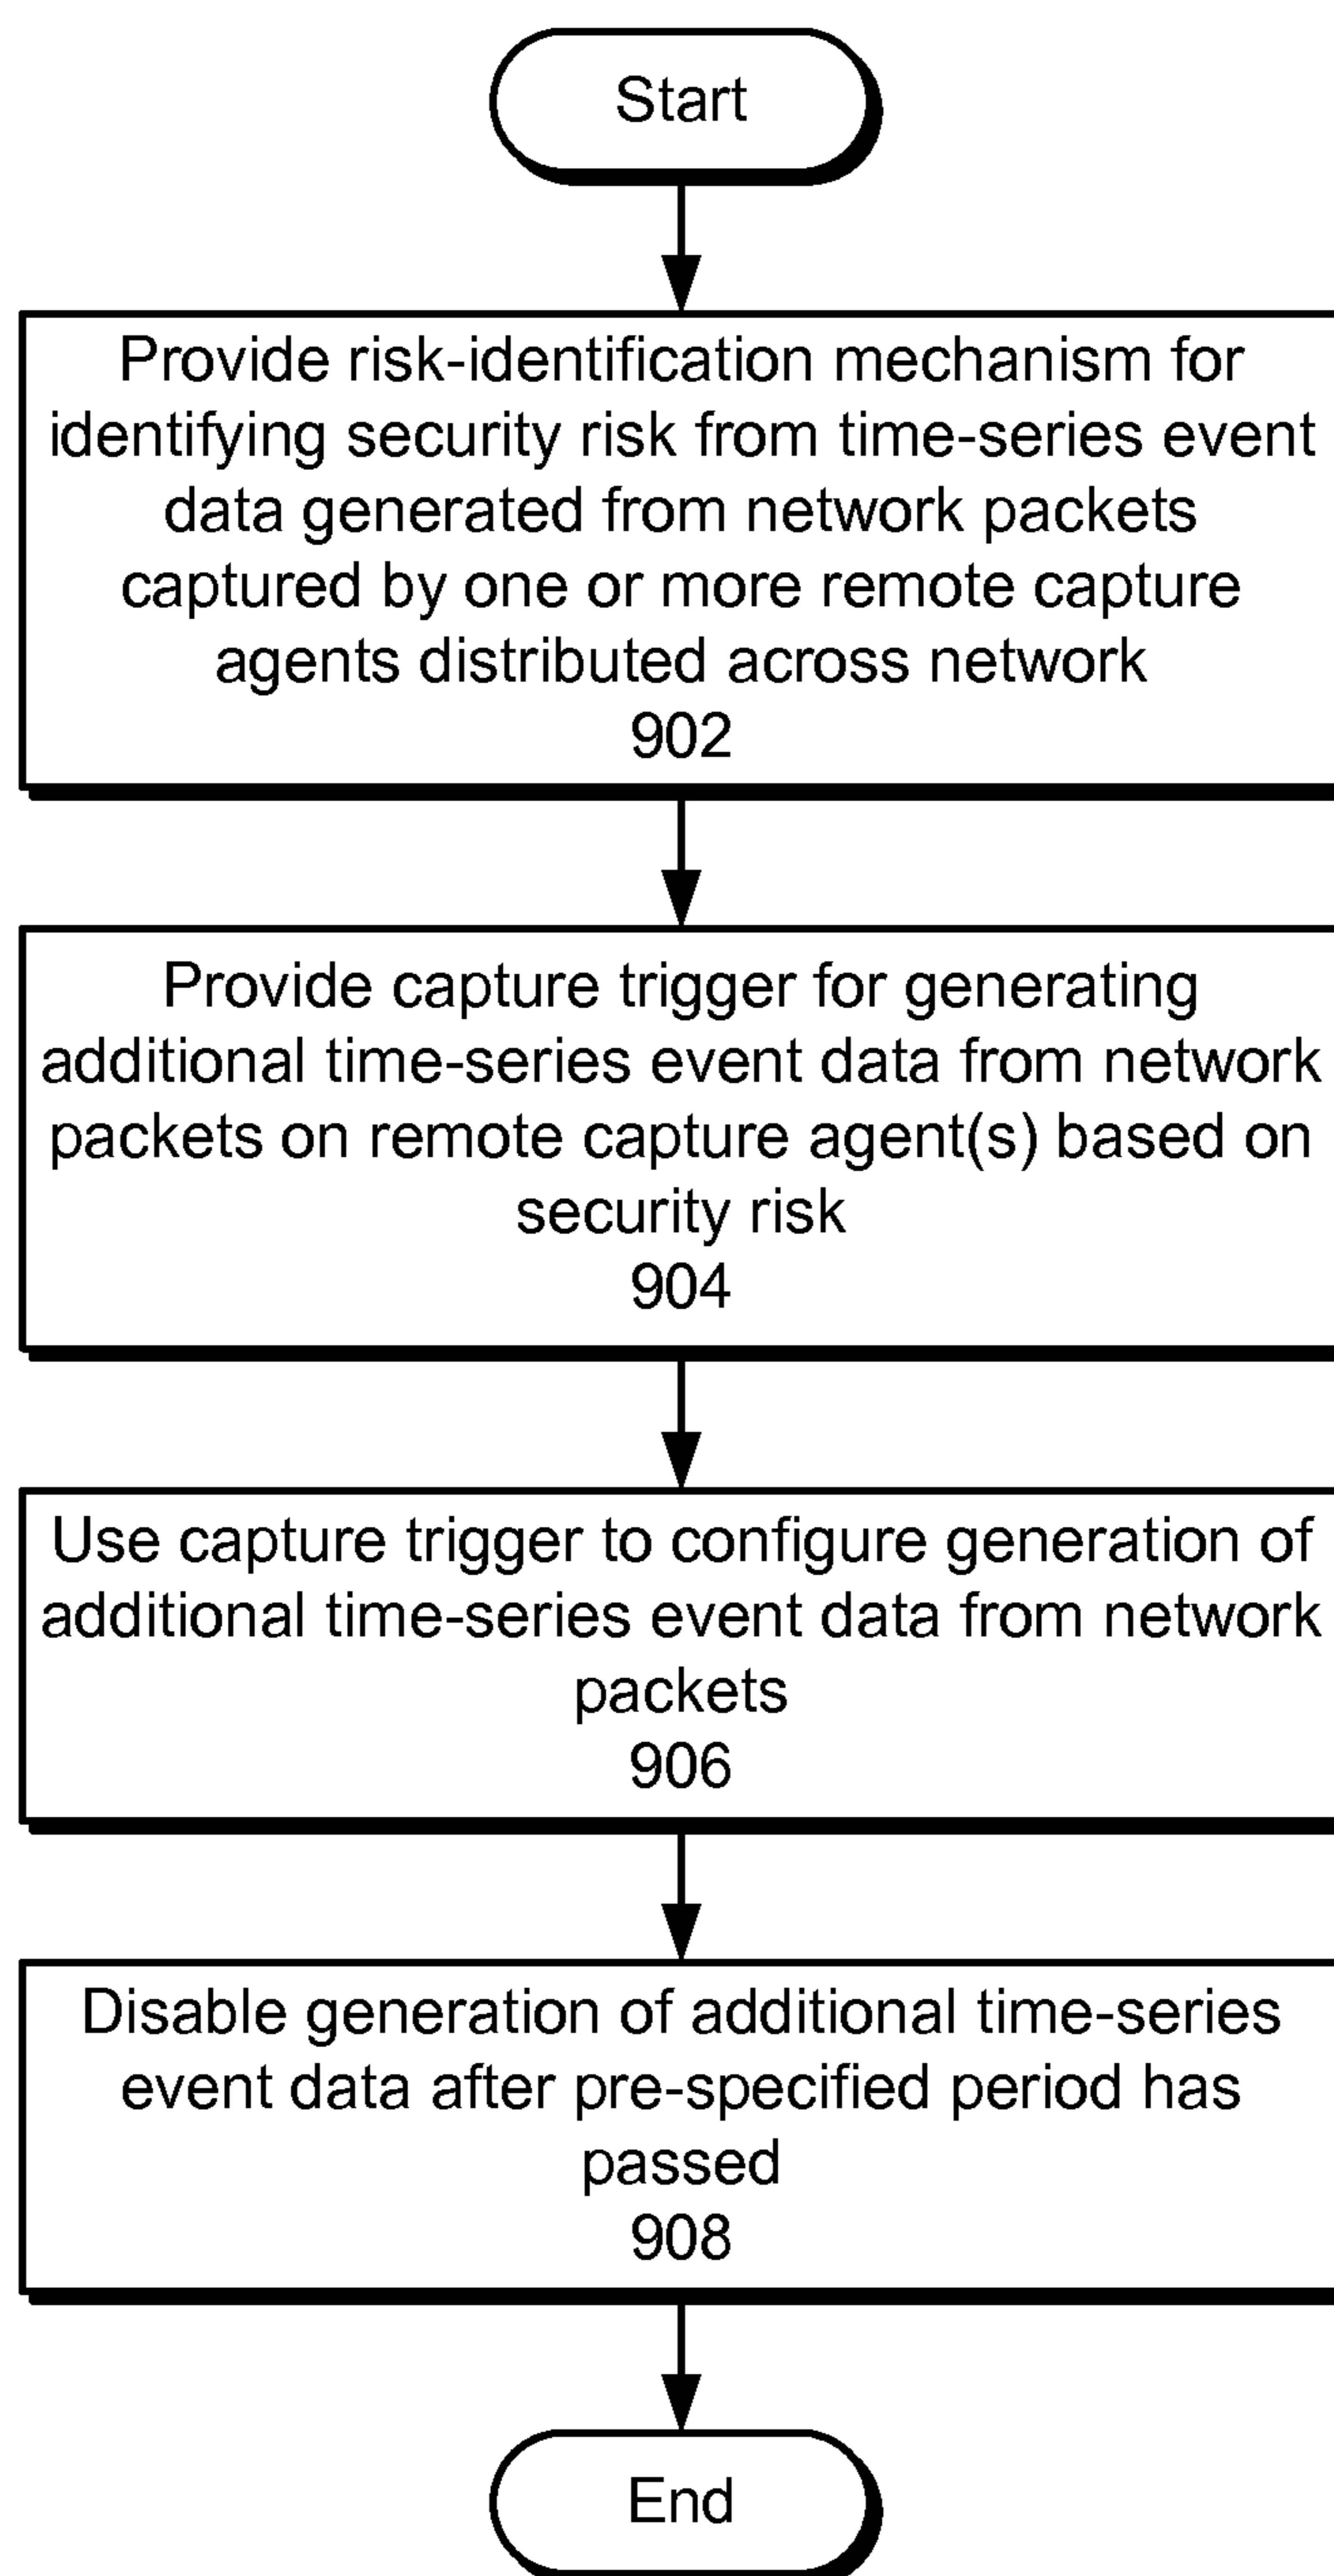 Start
Provide risk-identification mechanism for
identifying security risk from time-series event
data generated from network packets
captured by one or more remote capture
agents distributed across network
902
Provide capture trigger for generating
additional time-series event data from network
packets on remote capture agent(s) based on
security risk
904
Use capture trigger to configure generation of
additional time-series event data from network
packets
906
Disable generation of additional time-series
event data after pre-specified period has
passed
908
End